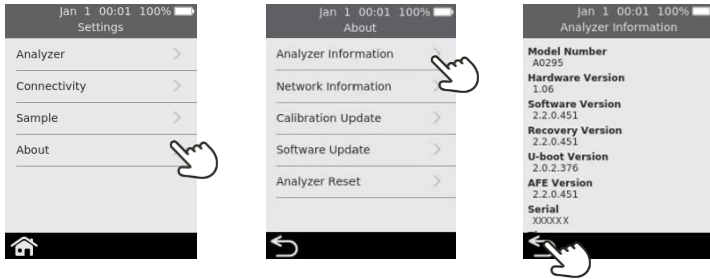 Jan 1 00:01 100%
Settings
Analyzer
Connectivity
Sample
About
Jan 1 00:01 100%
About
Analyzer Information
Network Information
Calibration Update
Software Update
Analyzer Reset
Jan 1 00:01 100%
Analyzer Information
Model Number
A0295
Hardware Version
1.06
Software Version
2.2.0.451
Recovery Version
2.2.0.451
U-boot Version
2.0.2.376
AFE Version
2.2.0.451
Serial
XXXXXX